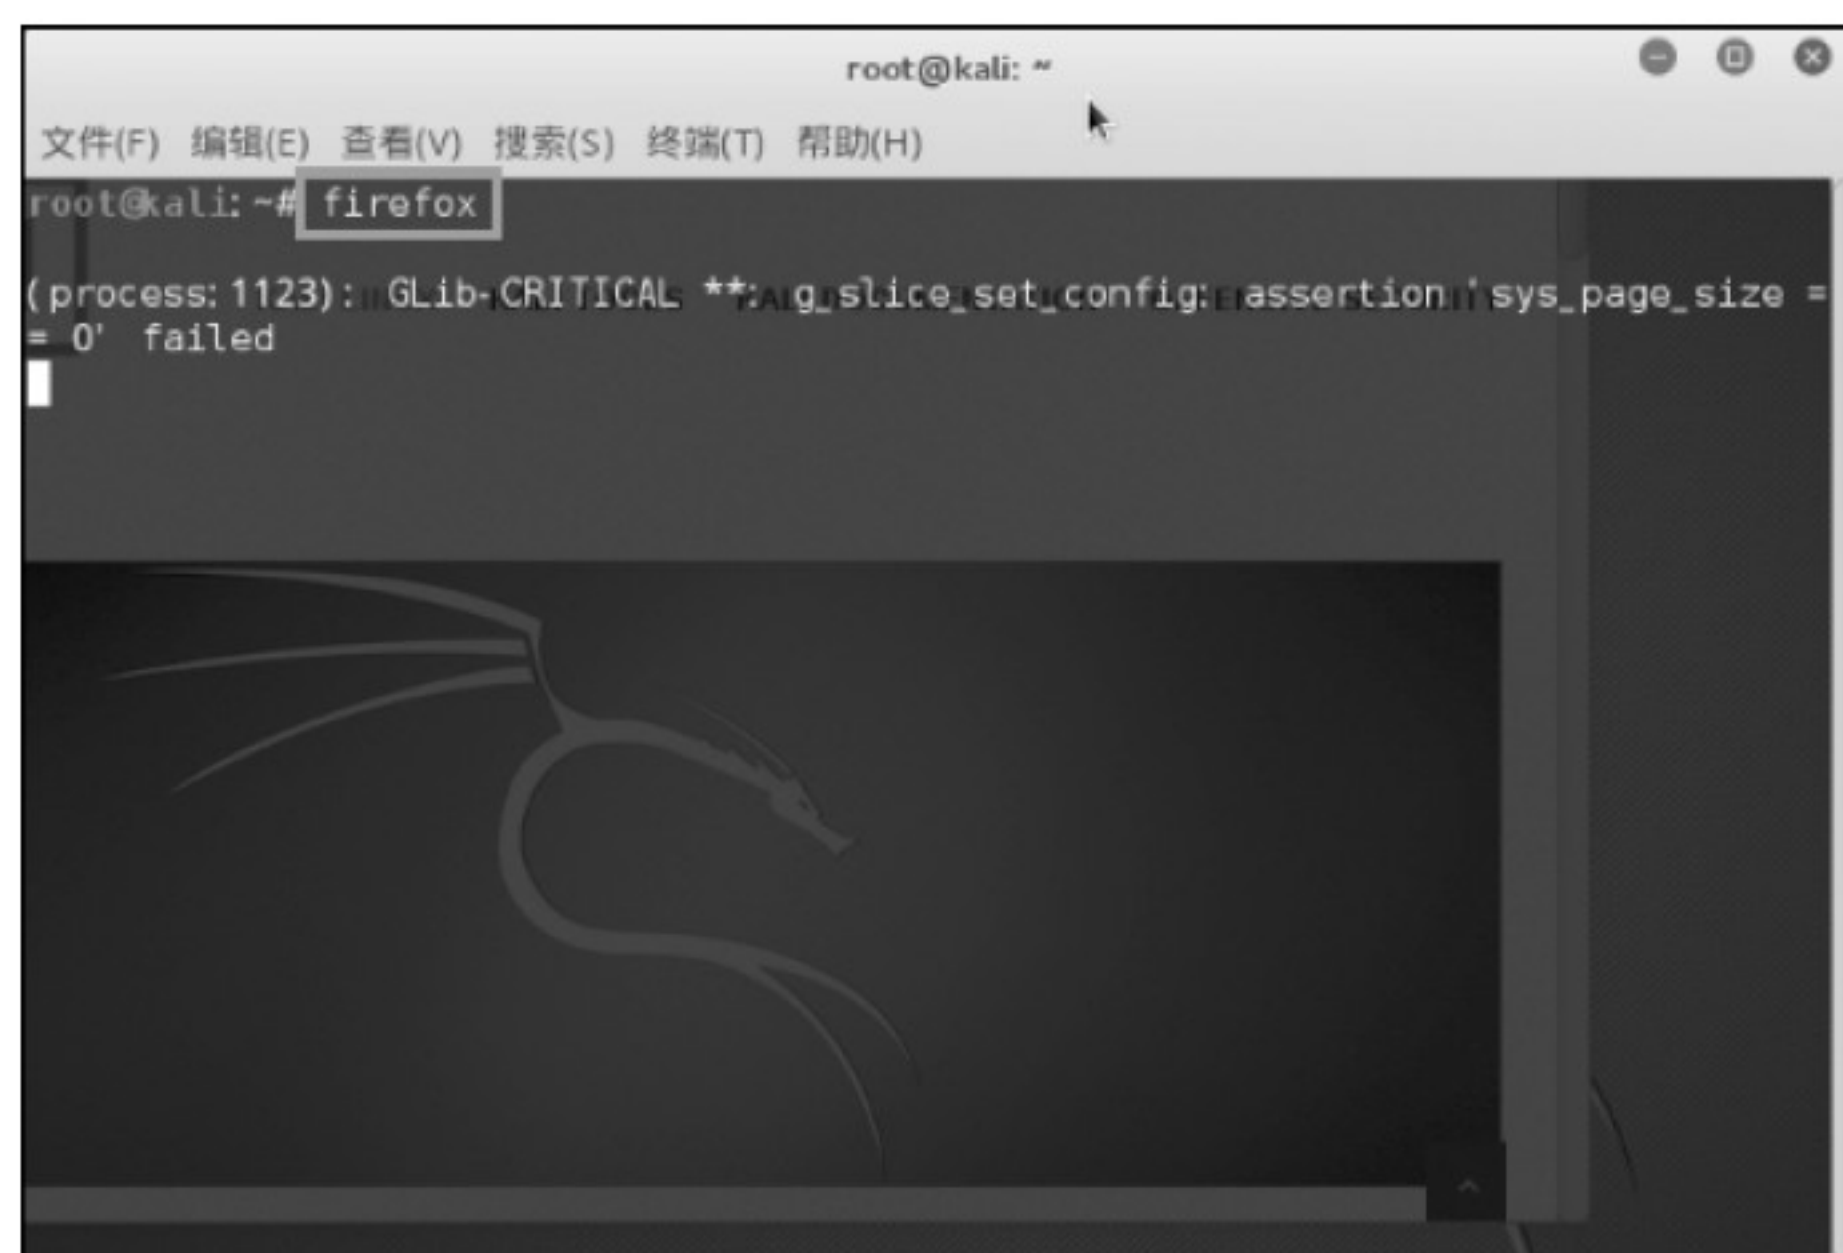 root@kali: ~
文件(F) 编辑(E) 查看(V) 搜索(S) 终端(T) 帮助(H)
root@kali:~# firefox
(process:1123): GLib-CRITICAL **: g_slice_set_config: assertion 'sys_page_size =
= 0' failed